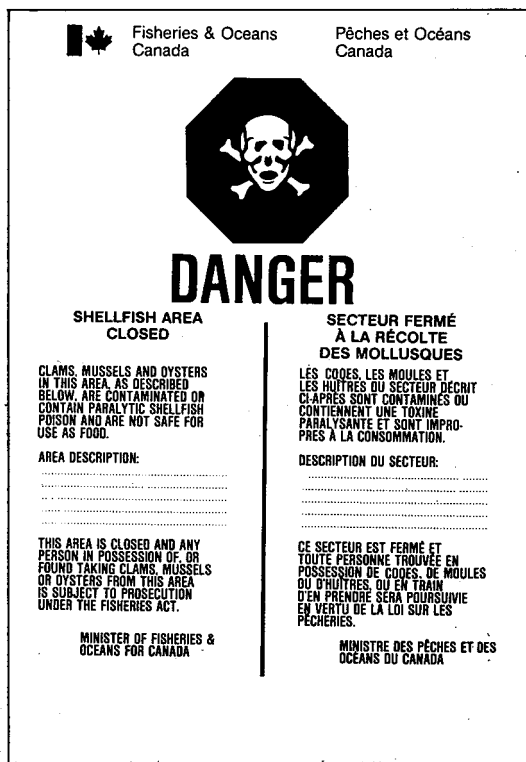 Fisheries & Oceans
Canada
Pêches et Océans
Canada
DANGER
SHELLFISH AREA
CLOSED
CLAMS, MUSSELS AND OYSTERS
IN THIS AREA, AS DESCRIBED
BELOW, ARE CONTAMINATED OR
CONTAIN PARALYTIC SHELLFISH
POISON AND ARE NOT SAFE FOR
USE AS FOOD.
AREA DESCRIPTION:
THIS AREA IS CLOSED AND ANY
PERSON IN POSSESSION OF, OR
FOUND TAKING CLAMS, MUSSELS
OR OYSTERS FROM THIS AREA
IS SUBJECT TO PROSECUTION
UNDER THE FISHERIES ACT.
MINISTER OF FISHERIES &
OCEANS FOR CANADA
SECTEUR FERMÉ
À LA RÉCOLTE
DES MOLLUSQUES
LES COQES, LES MOULES ET
LES HUÎTRES DU SECTEUR DÉCRIT
CI-APRÈS SONT CONTAMINÉS OU
CONTIENNENT UNE TOXINE
PARALYSANTE ET SONT IMPRO-
PRES À LA CONSOMMATION.
DESCRIPTION DU SECTEUR:
CE SECTEUR EST FERMÉ ET
TOUTE PERSONNE TROUVÉE EN
POSSESSION DE COQES, DE MOULES
OU D'HUÎTRES, OU EN TRAIN
D'EN PRENDRE SERA POURSUIVIE
EN VERTU DE LA LOI SUR LES
PÊCHERIES.
MINISTRE DES PÊCHES ET DES
OCÉANS DU CANADA